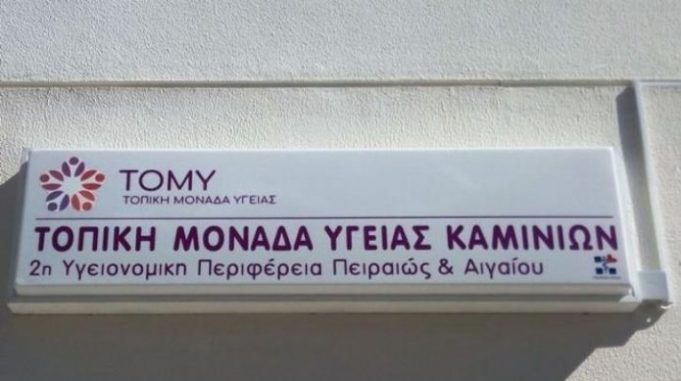 ΤΟΜΥ
ΤΟΠΙΚΗ ΜΟΝΑΔΑ ΥΓΕΙΑΣ
ΤΟΠΙΚΗ ΜΟΝΑΔΑ ΥΓΕΙΑΣ ΚΑΜΙΝΙΩΝ
2η Υγειονομικη Περιφέρεια Πειραιώς & Αιγαίου